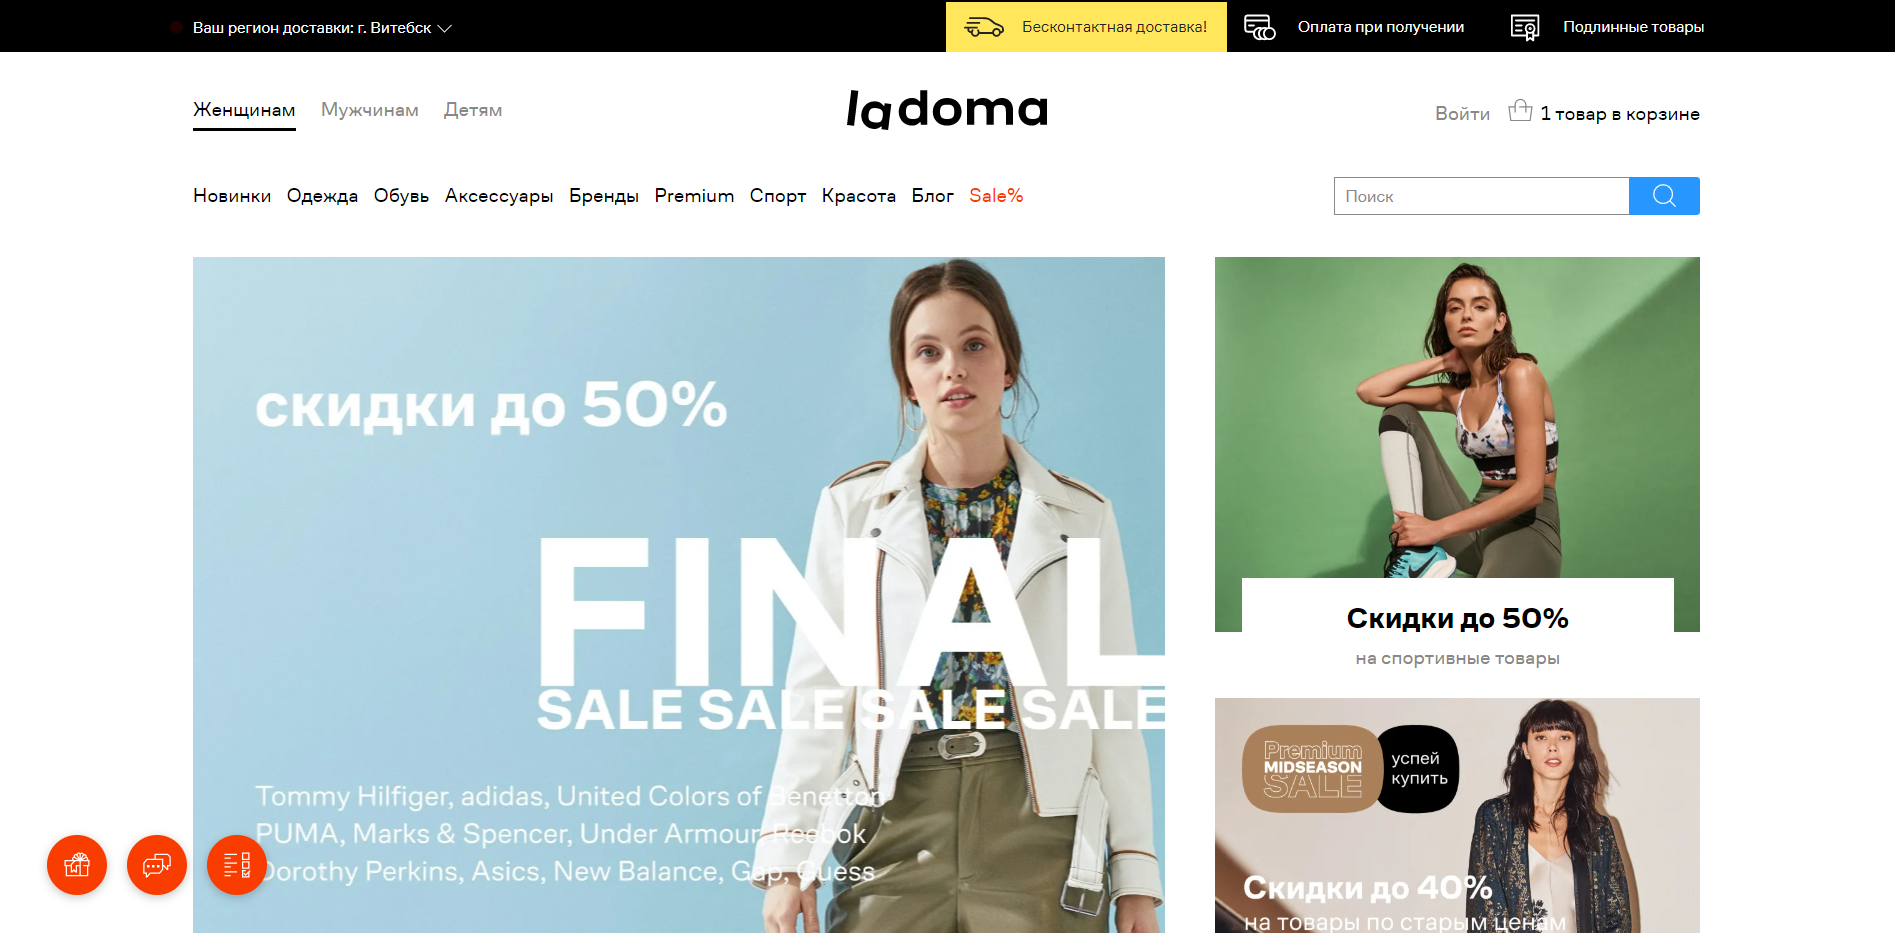 Ваш регион доставки: г. Витебск
Бесконтактная доставка!
Оплата при получении
Подлинные товары
Женщинам Мужчинам Детям
ladoma
Войти
1 товар в корзине
Новинки Одежда Обувь Аксессуары Бренды Premium Спорт Красота Блог Sale%
Поиск
скидки до 50%
FINAL
SALE SALE SALE SALE
Tommy Hilfiger, adidas, United Colors of Benetton
PUMA, Marks & Spencer, Under Armour, Reebok
Dorothy Perkins, Asics, New Balance, Gap, Guess
Скидки до 50%
на спортивные товары
Premium
MIDSEASON
SALE
успей
купить
Скидки до 40%
на товары по старым ценам